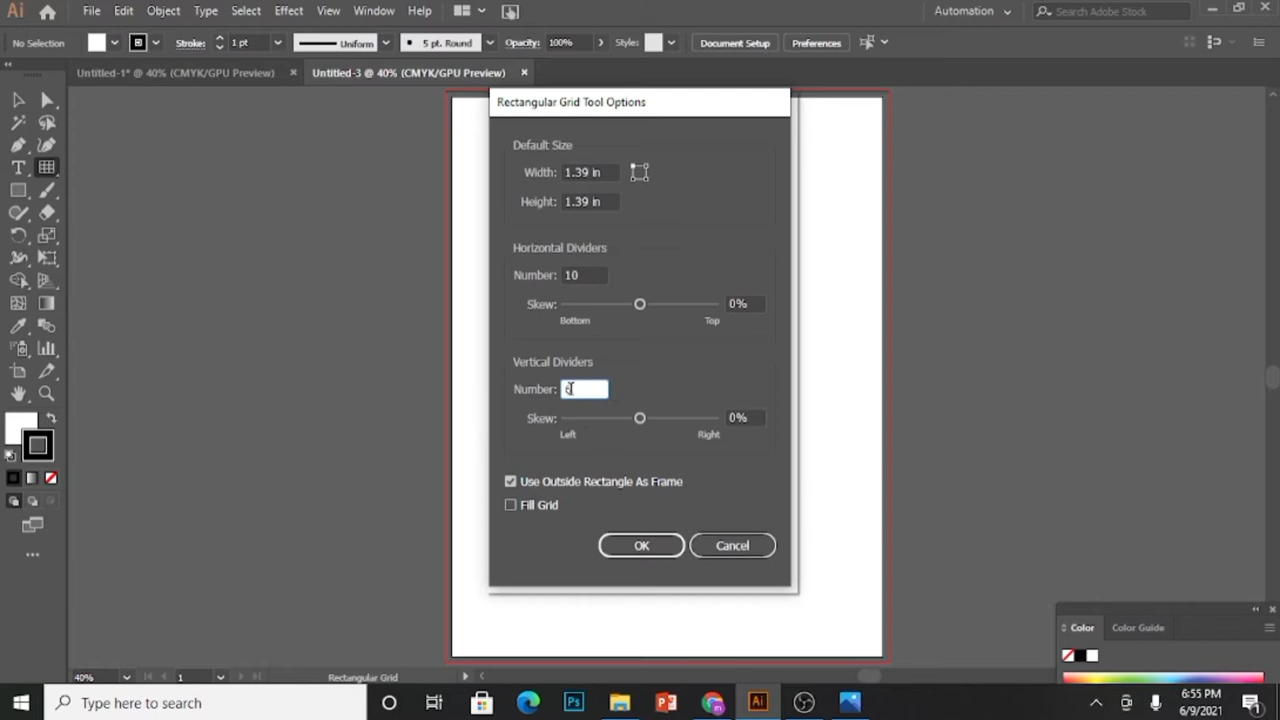 Ai File Edit Object Type Select Effect View Window Help Automation Search Adobe Stock
No Selection Stroke: 1 pt Uniform 5 pt. Round Opacity: 100% Style: Document Setup Preferences
Untitled-1* @ 40% (CMYK/GPU Preview) × Untitled-3 @ 40% (CMYK/GPU Preview) ×
Rectangular Grid Tool Options
Default Size
Width: 1.39 in
Height: 1.39 in
Horizontal Dividers
Number: 10
Skew: 0%
Bottom Top
Vertical Dividers
Number:
Skew: 0%
Left Right
Use Outside Rectangle As Frame
Fill Grid
OK Cancel
Color Color Guide
40% 1 Rectangular Grid
Type here to search Ps Ai 6:55 PM
6/9/2021